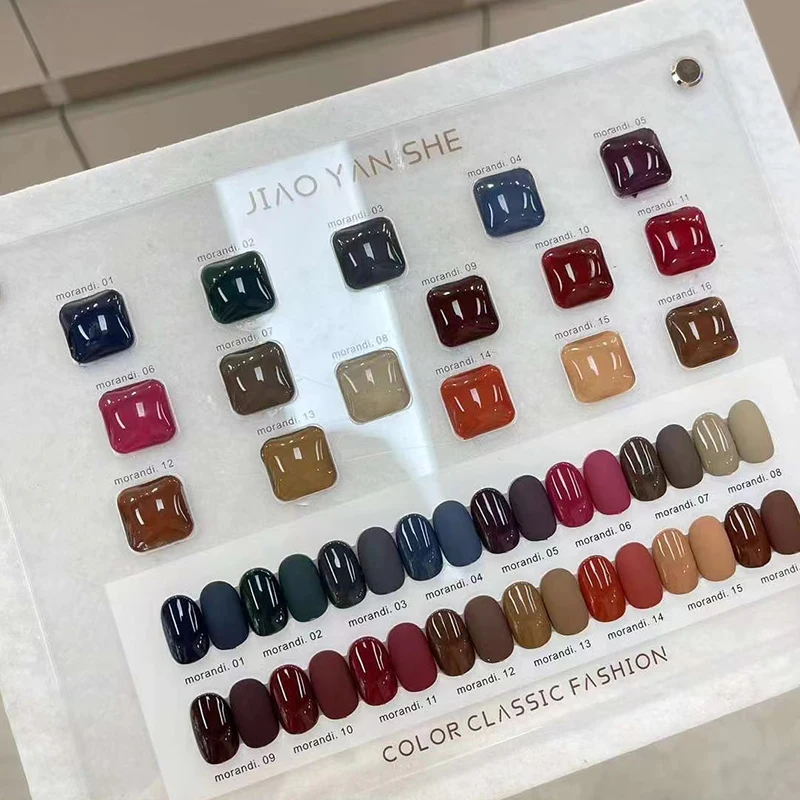 JIAO YAN SHE
morandi. 01
morandi. 02
morandi. 03
morandi. 04
morandi. 05
morandi. 06
morandi. 07
morandi. 08
morandi. 09
morandi. 10
morandi. 11
morandi. 12
morandi. 13
morandi. 14
morandi. 15
morandi. 16
morandi. 01
morandi. 02
morandi. 03
morandi. 04
morandi. 05
morandi. 06
morandi. 07
morandi. 08
morandi. 09
morandi. 10
morandi. 11
morandi. 12
morandi. 13
morandi. 14
morandi. 15
morandi.
COLOR CLASSIC FASHION